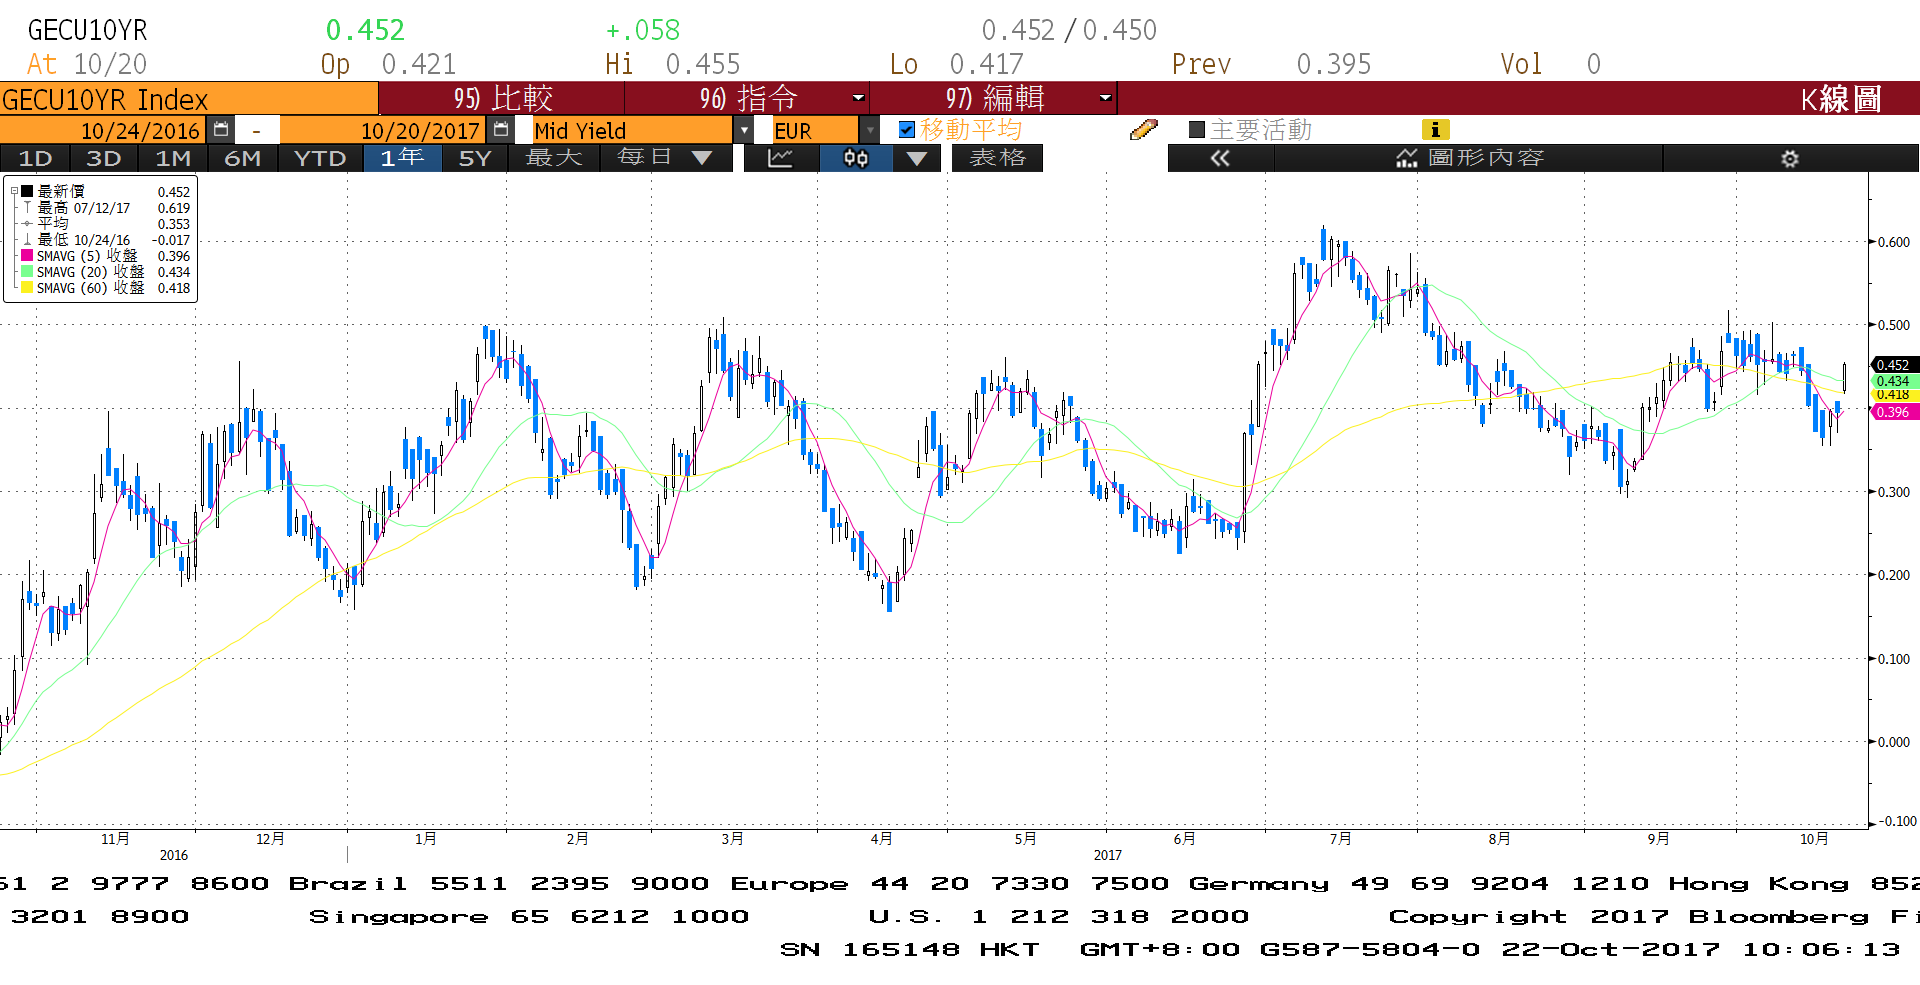 GECU10YR 0.452 +.058 0.452 / 0.450
At 10/20 Op 0.421 Hi 0.455 Lo 0.417 Prev 0.395 Vol 0
GECU10YR Index 95) 比較 96) 指令 97) 編輯 K線圖
10/24/2016 - 10/20/2017 Mid Yield EUR 移動平均 主要活動
1D 3D 1M 6M YTD 1年 5Y 最大 每日 表格 « 圖形內容
最新價 0.452
最高 07/12/17 0.619
平均 0.353
最低 10/24/16 -0.017
SMAVG (5) 收盤 0.396
SMAVG (20) 收盤 0.434
SMAVG (60) 收盤 0.418
0.600
0.500
0.452
0.434
0.418
0.396
0.300
0.200
0.100
0.000
-0.100
11月 12月 1月 2月 3月 4月 5月 6月 7月 8月 9月 10月
2016 2017
61 2 9777 8600 Brazil 5511 2395 9000 Europe 44 20 7330 7500 Germany 49 69 9204 1210 Hong Kong 852
3201 8900 Singapore 65 6212 1000 U.S. 1 212 318 2000 Copyright 2017 Bloomberg Fi
SN 165148 HKT GMT+8:00 G587-5804-0 22-Oct-2017 10:06:13